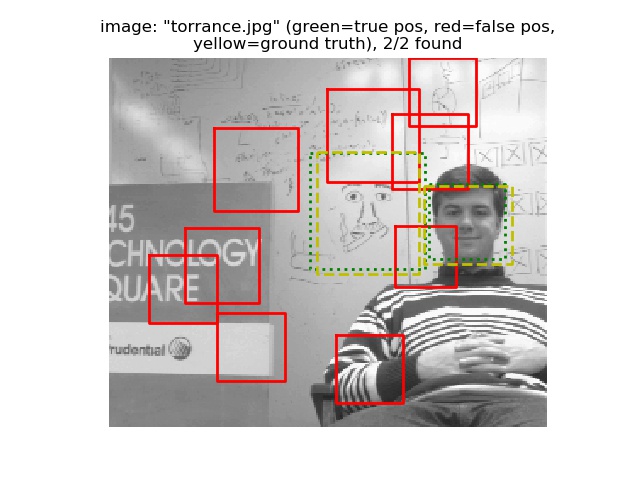 image: "torrance.jpg" (green=true pos, red=false pos,
yellow=ground truth), 2/2 found
45
CHNOLOGY
QUARE
rudential